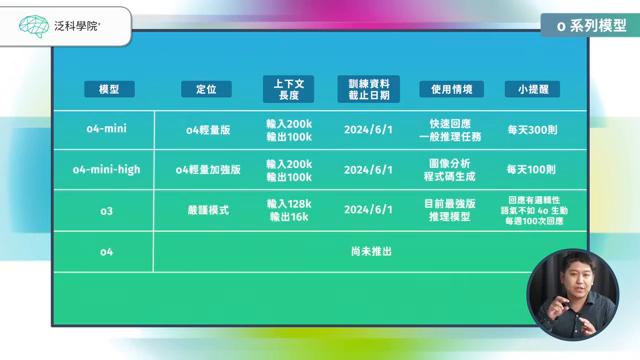 泛科學院
o 系列模型
模型
定位
上下文
長度
訓練資料
截止日期
使用情境
小提醒
o4-mini
o4輕量版
輸入200k
輸出100k
2024/6/1
快速回應
一般推理任務
每天300則
o4-mini-high
o4輕量加強版
輸入200k
輸出100k
2024/6/1
圖像分析
程式碼生成
每天100則
o3
嚴謹模式
輸入128k
輸出16k
2024/6/1
目前最強版
推理模型
回應有邏輯性
語氣不如 4o 生動
每週100次回應
o4
尚未推出